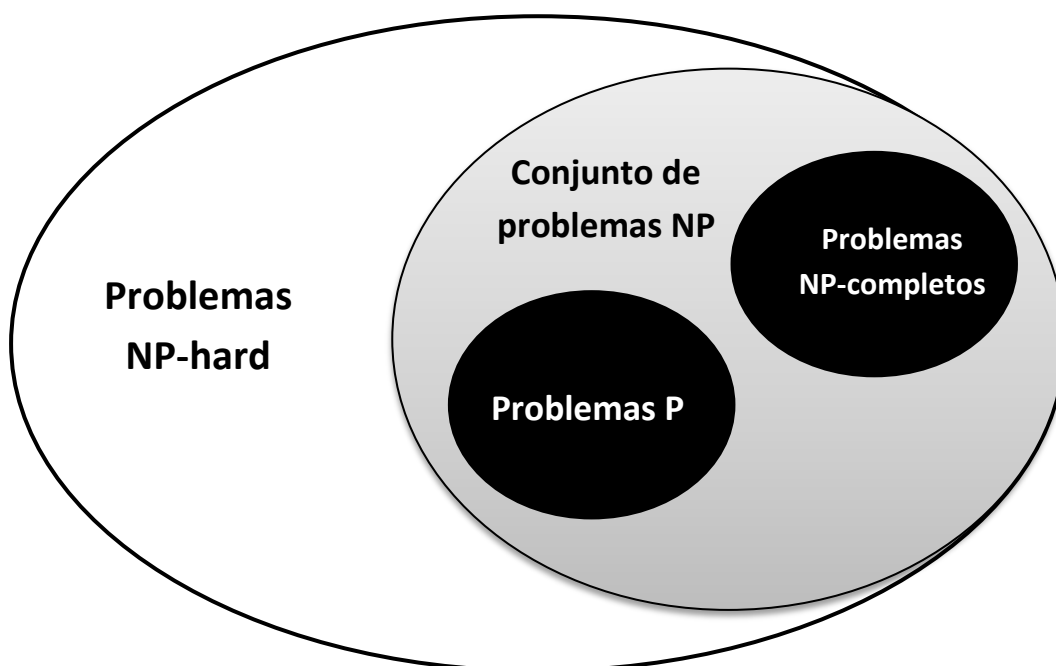 Conjunto de
problemas NP
Problemas
NP-completos
Problemas
NP-hard
Problemas P